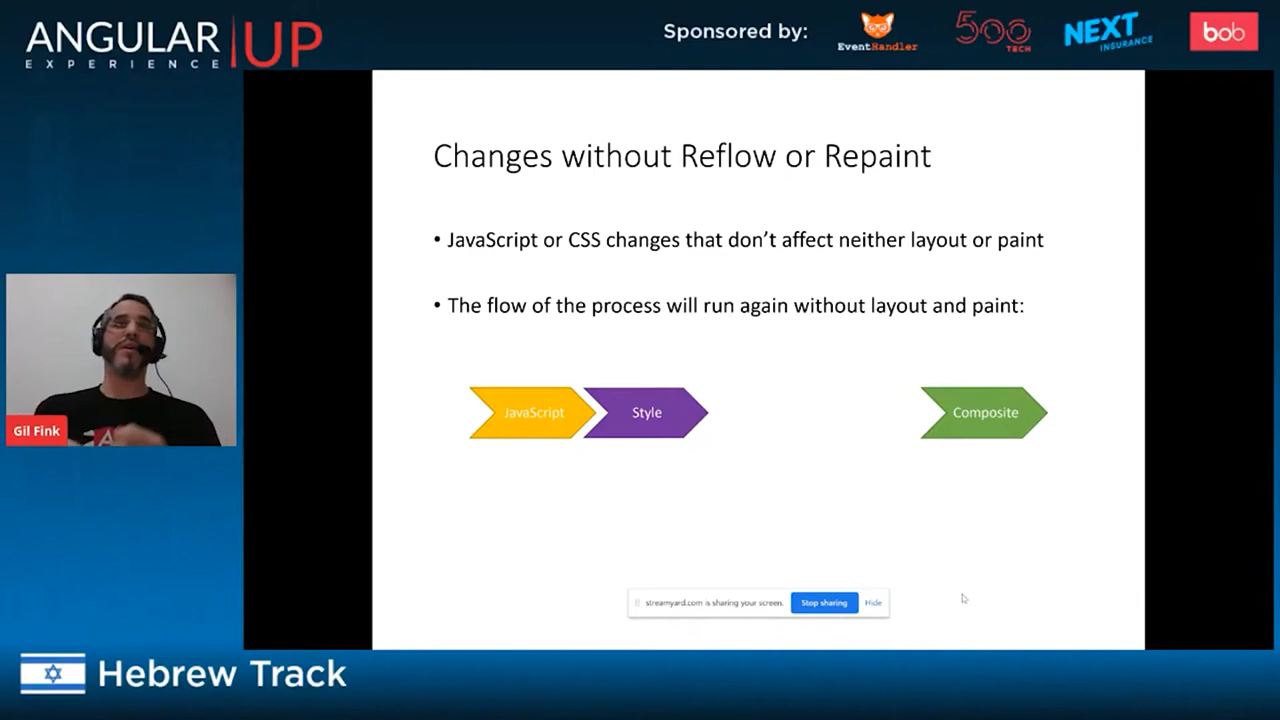 ANGULAR UP
EXPERIENCE
Sponsored by:
EventHandler
500
TECH
NEXT
INSURANCE
bob
Changes without Reflow or Repaint
• JavaScript or CSS changes that don’t affect neither layout or paint
• The flow of the process will run again without layout and paint:
JavaScript
Style
Composite
Gil Fink
streamyard.com is sharing your screen.
Stop sharing
Hide
Hebrew Track